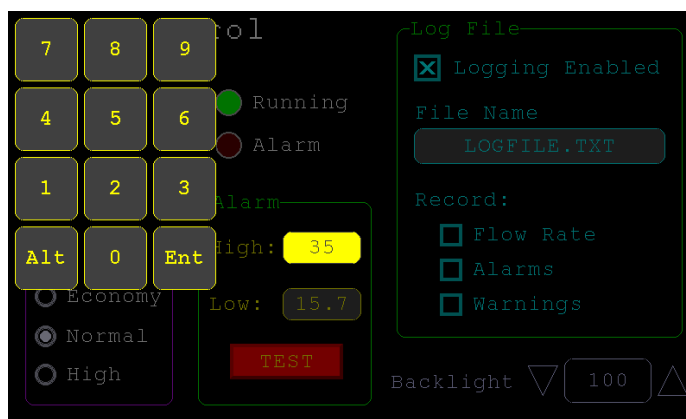 7 8 9
4 5 6
1 2 3
Alt 0 Ent
rol
Running
Alarm
Alarm
High: 35
Low: 15.7
TEST
Economy
Normal
High
Log File
Logging Enabled
File Name
LOGFILE.TXT
Record:
Flow Rate
Alarms
Warnings
Backlight 100